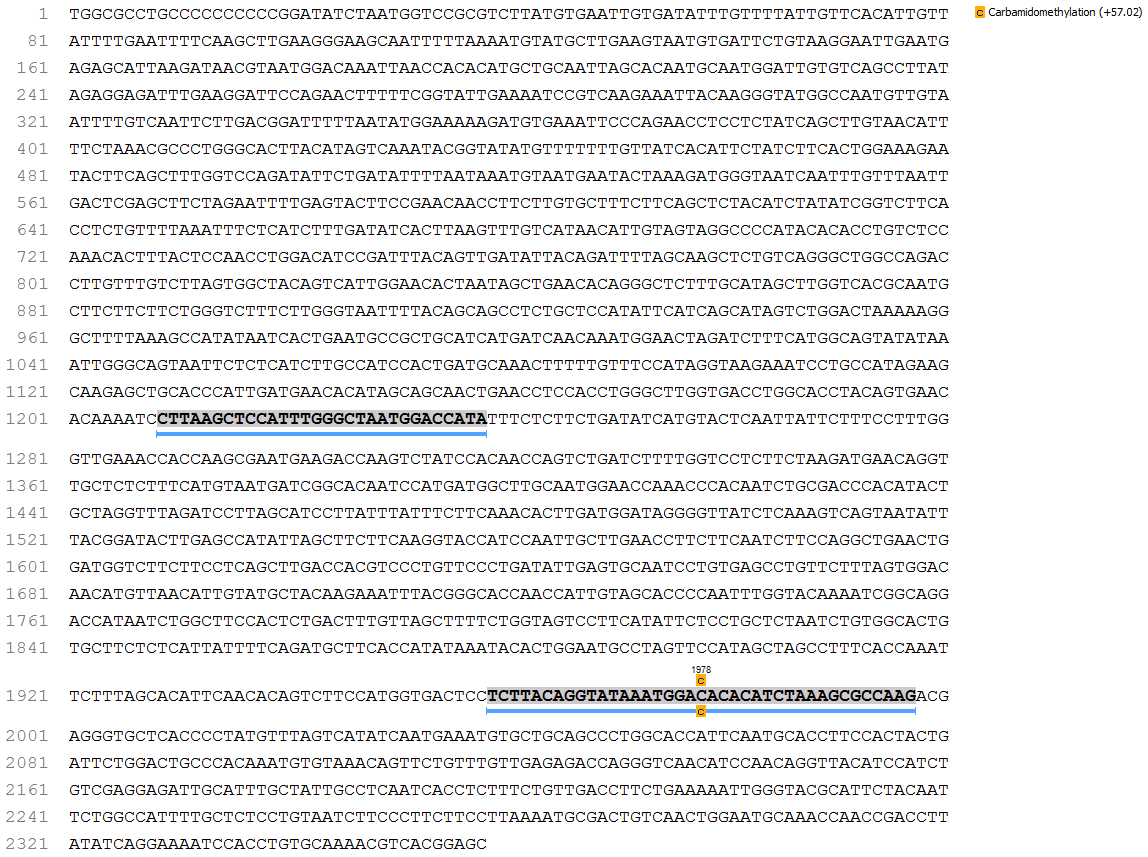 1 TGGCGCCTGCCCCCCCCCCCGGATATCTAATGGTCCGCGTCTTATGTGAATTGTGATATTTGTTTTATTGTTCACATTGTT
C Carbamidomethylation (+57.02)
81 ATTTTGAATTTTCAAGCTTGAAGGGAAGCAATTTTTAAAATGTATGCTTGAAGTAATGTGATTCTGTAAGGAATTGAATG
161 AGAGCATTAAGATAACGTAATGGACAAATTAACCACACATGCTGCAATTAGCACAATGCAATGGATTGTGTCAGCCTTAT
241 AGAGGAGATTTGAAGGATTCCAGAACTTTTTCGGTATTGAAAATCCGTCAAGAAATTACAAGGGTATGGCCAATGTTGTA
321 ATTTTGTCAATTCTTGACGGATTTTTAATATGGAAAAAGATGTGAAATTCCCAGAACCTCCTCTATCAGCTTGTAACATT
401 TTCTAAACGCCCTGGGCACTTACATAGTCAAATACGGTATATGTTTTTTTGTTATCACATTCTATCTTCACTGGAAAGAA
481 TACTTCAGCTTTGGTCCAGATATTCTGATATTTTAATAAATGTAATGAATACTAAAGATGGGTAATCAATTTGTTTAATT
561 GACTCGAGCTTCTAGAATTTTGAGTACTTCCGAACAACCTTCTTGTGCTTTCTTCAGCTCTACATCTATATCGGTCTTCA
641 CCTCTGTTTTAAATTTCTCATCTTTGATATCACTTAAGTTTGTCATAACATTGTAGTAGGCCCCATACACACCTGTCTCC
721 AAACACTTTACTCCAACCTGGACATCCGATTTACAGTTGATATTACAGATTTTAGCAAGCTCTGTCAGGGCTGGCCAGAC
801 CTTGTTTGTCTTAGTGGCTACAGTCATTGGAACACTAATAGCTGAACACAGGGCTCTTTGCATAGCTTGGTCACGCAATG
881 CTTCTTCTTCTGGGTCTTTCTTGGGTAATTTTACAGCAGCCTCTGCTCCATATTCATCAGCATAGTCTGGACTAAAAAGG
961 GCTTTTAAAGCCATATAATCACTGAATGCCGCTGCATCATGATCAACAAATGGAACTAGATCTTTCATGGCAGTATATAA
1041 ATTGGGCAGTAATTCTCTCATCTTGCCATCCACTGATGCAAACTTTTTGTTTCCATAGGTAAGAAATCCTGCCATAGAAG
1121 CAAGAGCTGCACCCATTGATGAACACATAGCAGCAACTGAACCTCCACCTGGGCTTGGTGACCTGGCACCTACAGTGAAC
1201 ACAAAATCCTTAAGCTCCATTTGGGCTAATGGACCATATTTCTCTTCTGATATCATGTACTCAATTATTCTTTCCTTTGG
1281 GTTGAAACCACCAAGCGAATGAAGACCAAGTCTATCCACAACCAGTCTGATCTTTTGGTCCTCTTCTAAGATGAACAGGT
1361 TGCTCTCTTTCATGTAATGATCGGCACAATCCATGATGGCTTGCAATGGAACCAAACCCACAATCTGCGACCCACATACT
1441 GCTAGGTTTAGATCCTTAGCATCCTTATTTATTTCTTCAAACACTTGATGGATAGGGGTTATCTCAAAGTCAGTAATATT
1521 TACGGATACTTGAGCCATATTAGCTTCTTCAAGGTACCATCCAATTGCTTGAACCTTCTTCAATCTTCCAGGCTGAACTG
1601 GATGGTCTTCTTCCTCAGCTTGACCACGTCCCTGTTCCCTGATATTGAGTGCAATCCTGTGAGCCTGTTCTTTAGTGGAC
1681 AACATGTTAACATTGTATGCTACAAGAAATTTACGGGCACCAACCATTGTAGCACCCCAATTTGGTACAAAATCGGCAGG
1761 ACCATAATCTGGCTTCCACTCTGACTTTGTTAGCTTTTCTGGTAGTCCTTCATATTCTCCTGCTCTAATCTGTGGCACTG
1841 TGCTTCTCTCATTATTTTCAGATGCTTCACCATATAAATACACTGGAATGCCTAGTTCCATAGCTAGCCTTTCACCAAAT
1978
C
1921 TCTTTAGCACATTCAACACAGTCTTCCATGGTGACTCCTCTTACAGGTATAAATGGACACACATCTAAAGCGCCAAGACG
C
2001 AGGGTGCTCACCCCTATGTTTAGTCATATCAATGAAATGTGCTGCAGCCCTGGCACCATTCAATGCACCTTCCACTACTG
2081 ATTCTGGACTGCCCACAAATGTGTAAACAGTTCTGTTTGTTGAGAGACCAGGGTCAACATCCAACAGGTTACATCCATCT
2161 GTCGAGGAGATTGCATTTGCTATTGCCTCAATCACCTCTTTCTGTTGACCTTCTGAAAAATTGGGTACGCATTCTACAAT
2241 TCTGGCCATTTTGCTCTCCTGTAATCTTCCCTTCTTCCTTAAAATGCGACTGTCAACTGGAATGCAAACCAACCGACCTT
2321 ATATCAGGAAAATCCACCTGTGCAAAACGTCACGGAGC